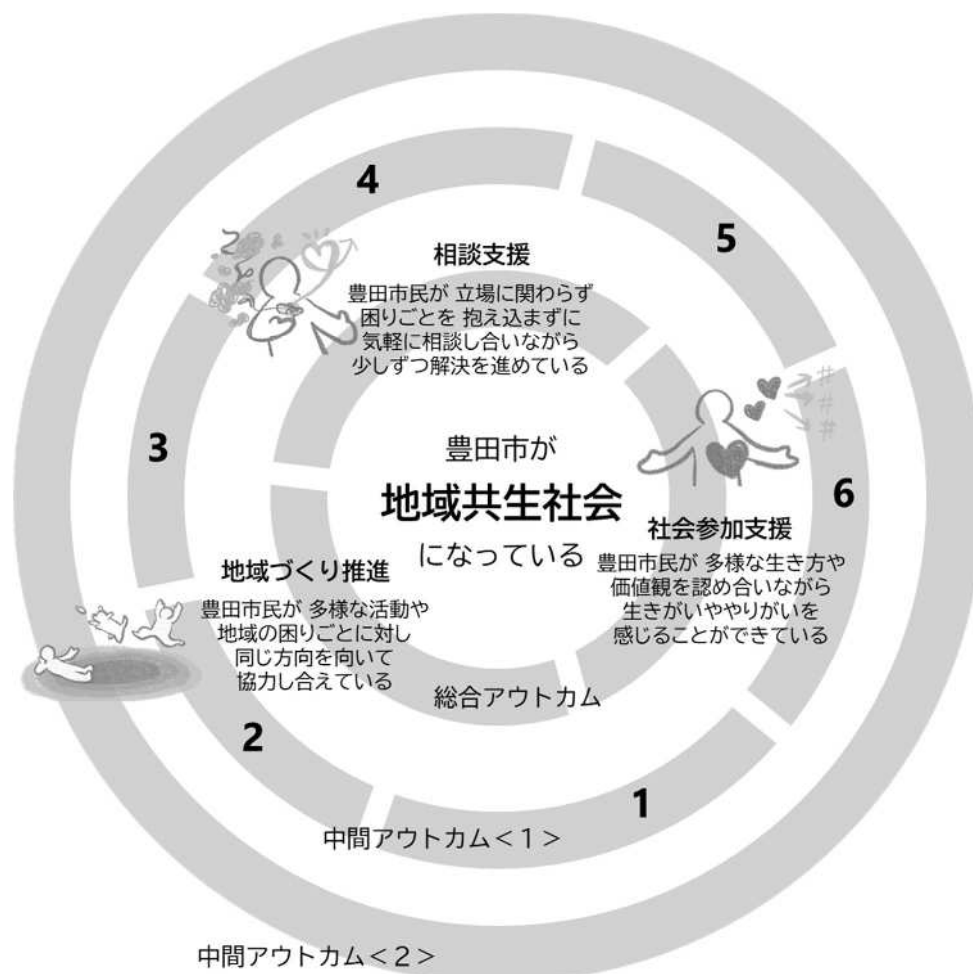 4
5
相談支援
豊田市民が 立場に関わらず
困りごとを 抱え込まずに
気軽に相談し合いながら
少しずつ解決を進めている
3
豊田市が
地域共生社会
になっている
6
社会参加支援
豊田市民が 多様な生き方や
価値観を認め合いながら
生きがいややりがいを
感じることができている
地域づくり推進
豊田市民が 多様な活動や
地域の困りごとに対し
同じ方向を向いて
協力し合えている
総合アウトカム
2
1
中間アウトカム<1>
中間アウトカム<2>